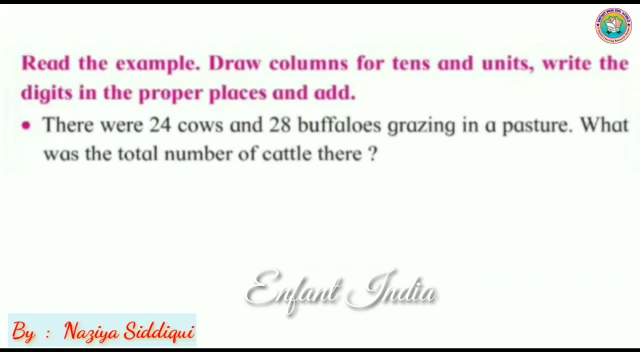 Read the example. Draw columns for tens and units, write the
digits in the proper places and add.
• There were 24 cows and 28 buffaloes grazing in a pasture. What
was the total number of cattle there ?
Enfant India
By : Naziya Siddiqui